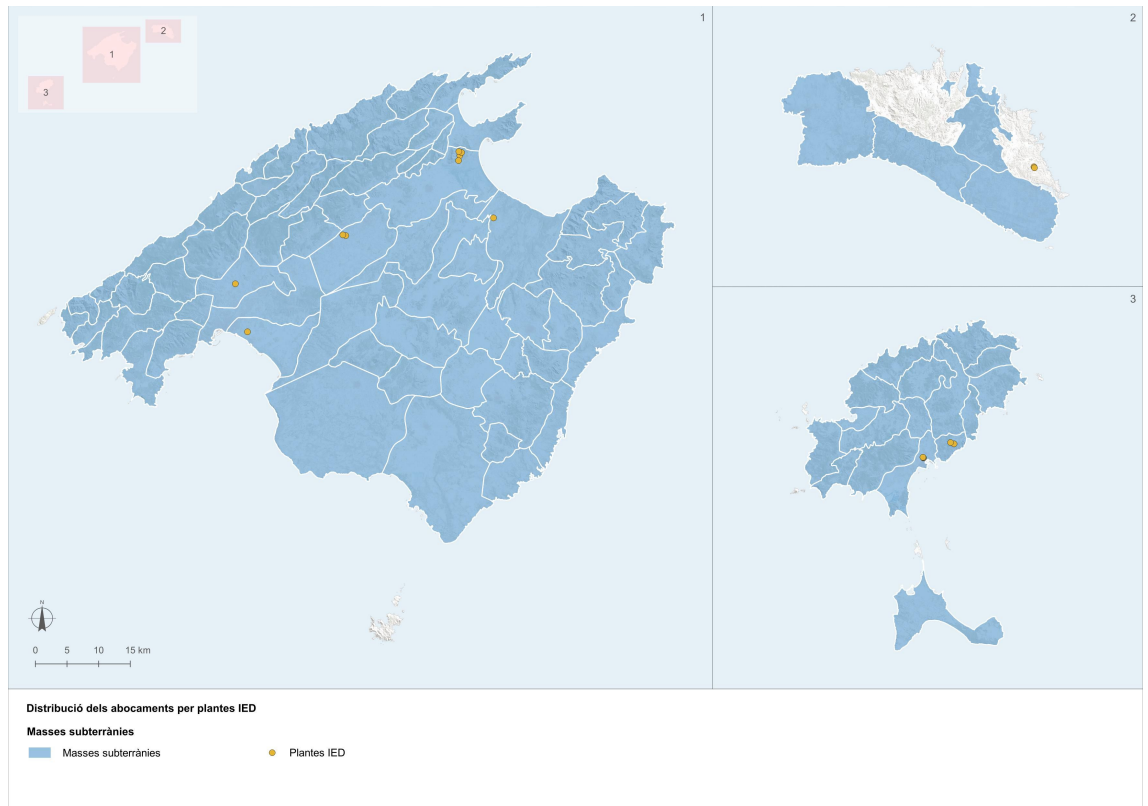 1
2
3
1
2
3
N
0 5 10 15 km
Distribució dels abocaments per plantes IED
Masses subterrànies
Masses subterrànies
Plantes IED